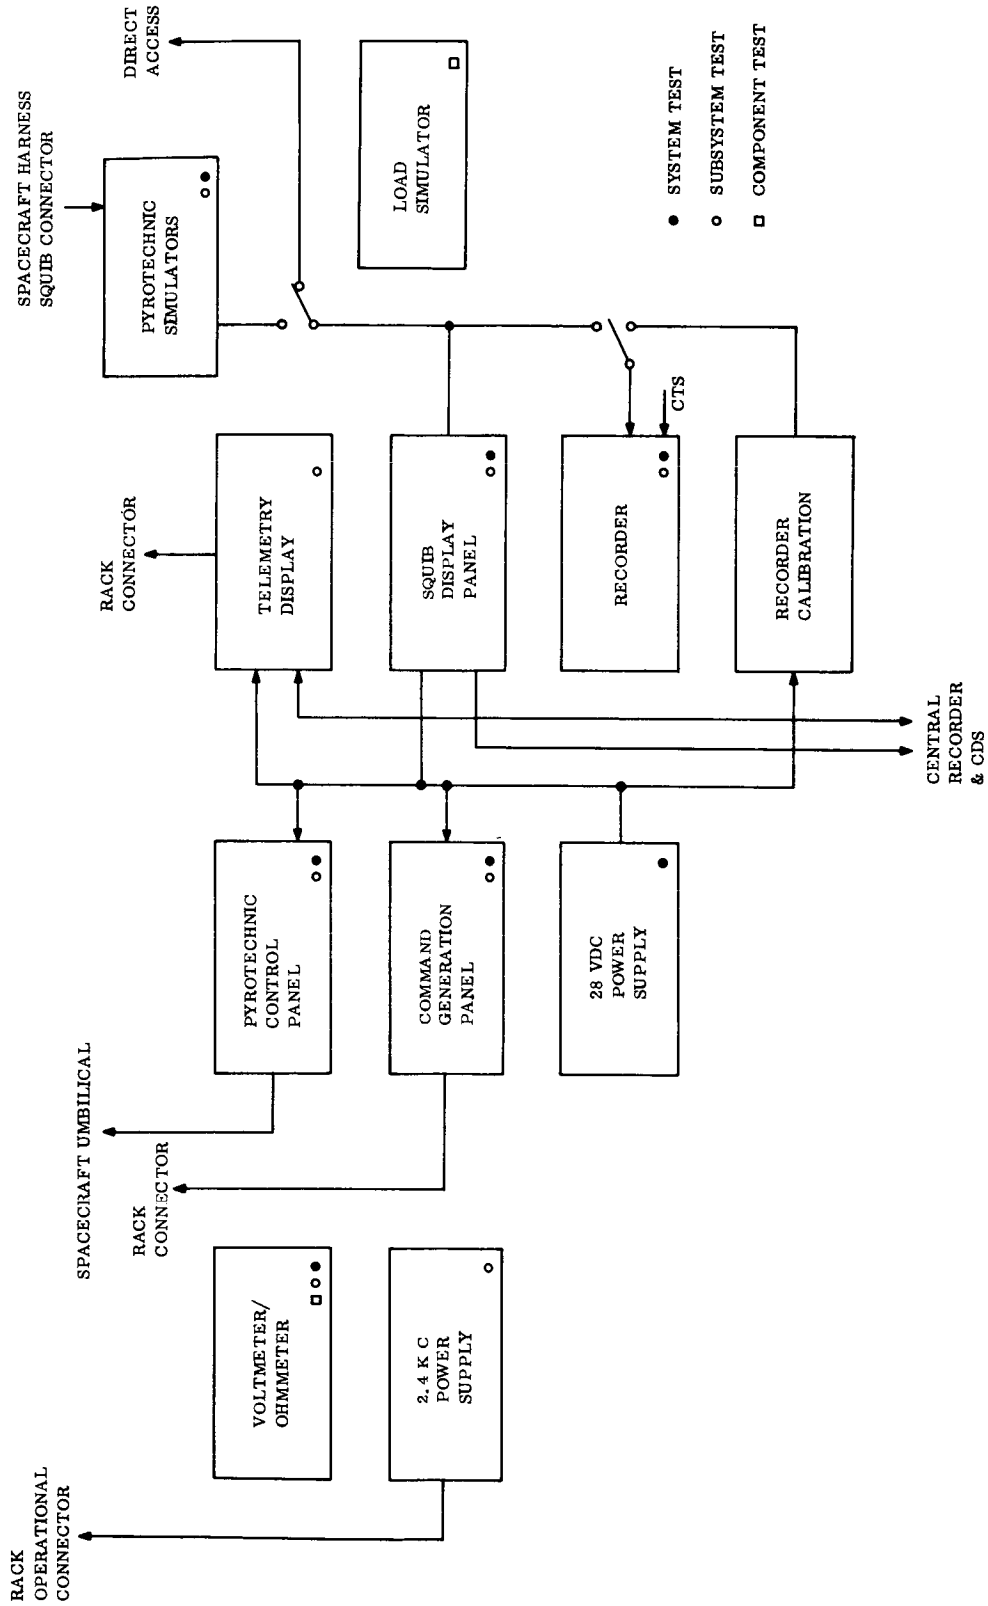 RACK
OPERATIONAL
CONNECTOR
SPACECRAFT UMBILICAL
RACK
CONNECTOR
RACK
CONNECTOR
SPACECRAFT HARNESS
SQUIB CONNECTOR
DIRECT
ACCESS
VOLTMETER/
OHMMETER
PYROTECHNIC
CONTROL
PANEL
TELEMETRY
DISPLAY
PYROTECHNIC
SIMULATORS
2.4 K C
POWER
SUPPLY
COMMAND
GENERATION
PANEL
SQUIB
DISPLAY
PANEL
LOAD
SIMULATOR
28 VDC
POWER
SUPPLY
RECORDER
CTS
RECORDER
CALIBRATION
SYSTEM TEST
SUBSYSTEM TEST
COMPONENT TEST
CENTRAL
RECORDER
& CDS